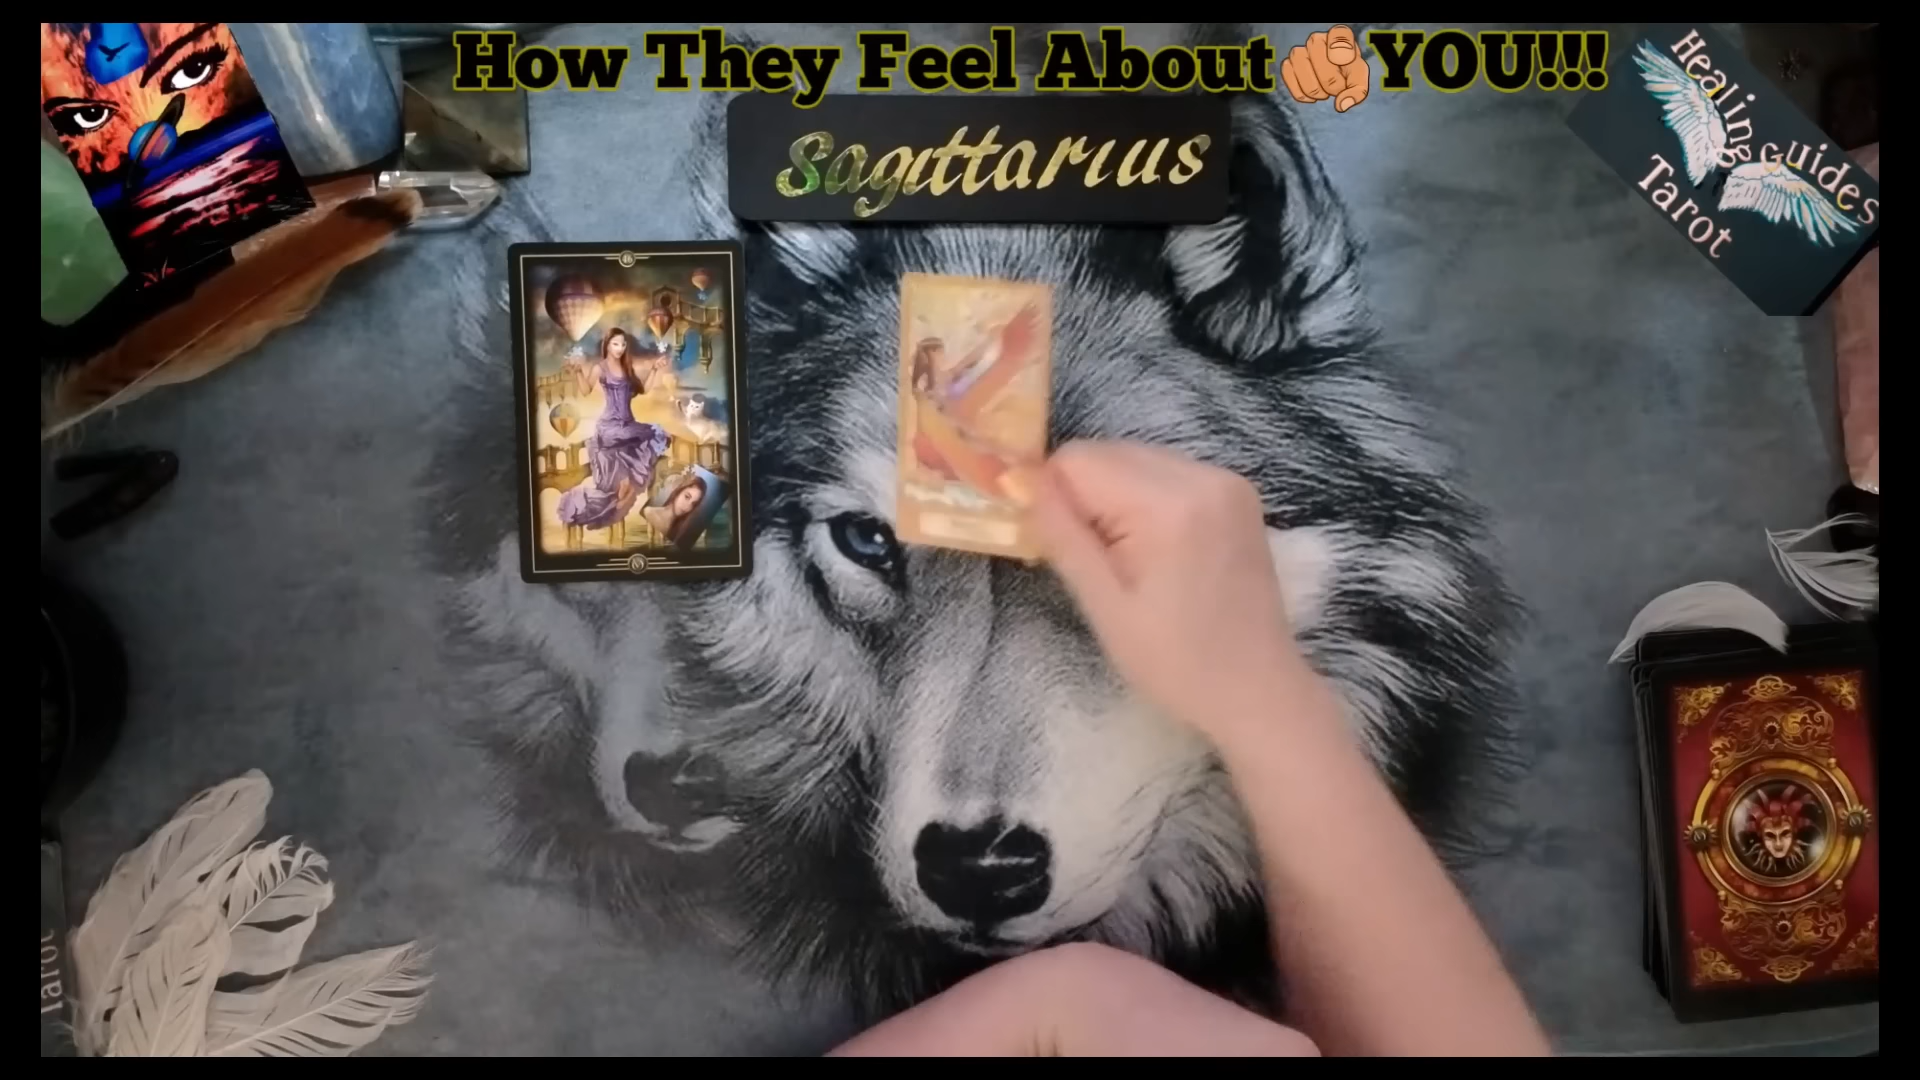 How They Feel About YOU!!!
Sagittarius
Healing
Guides
Tarot
Tarot